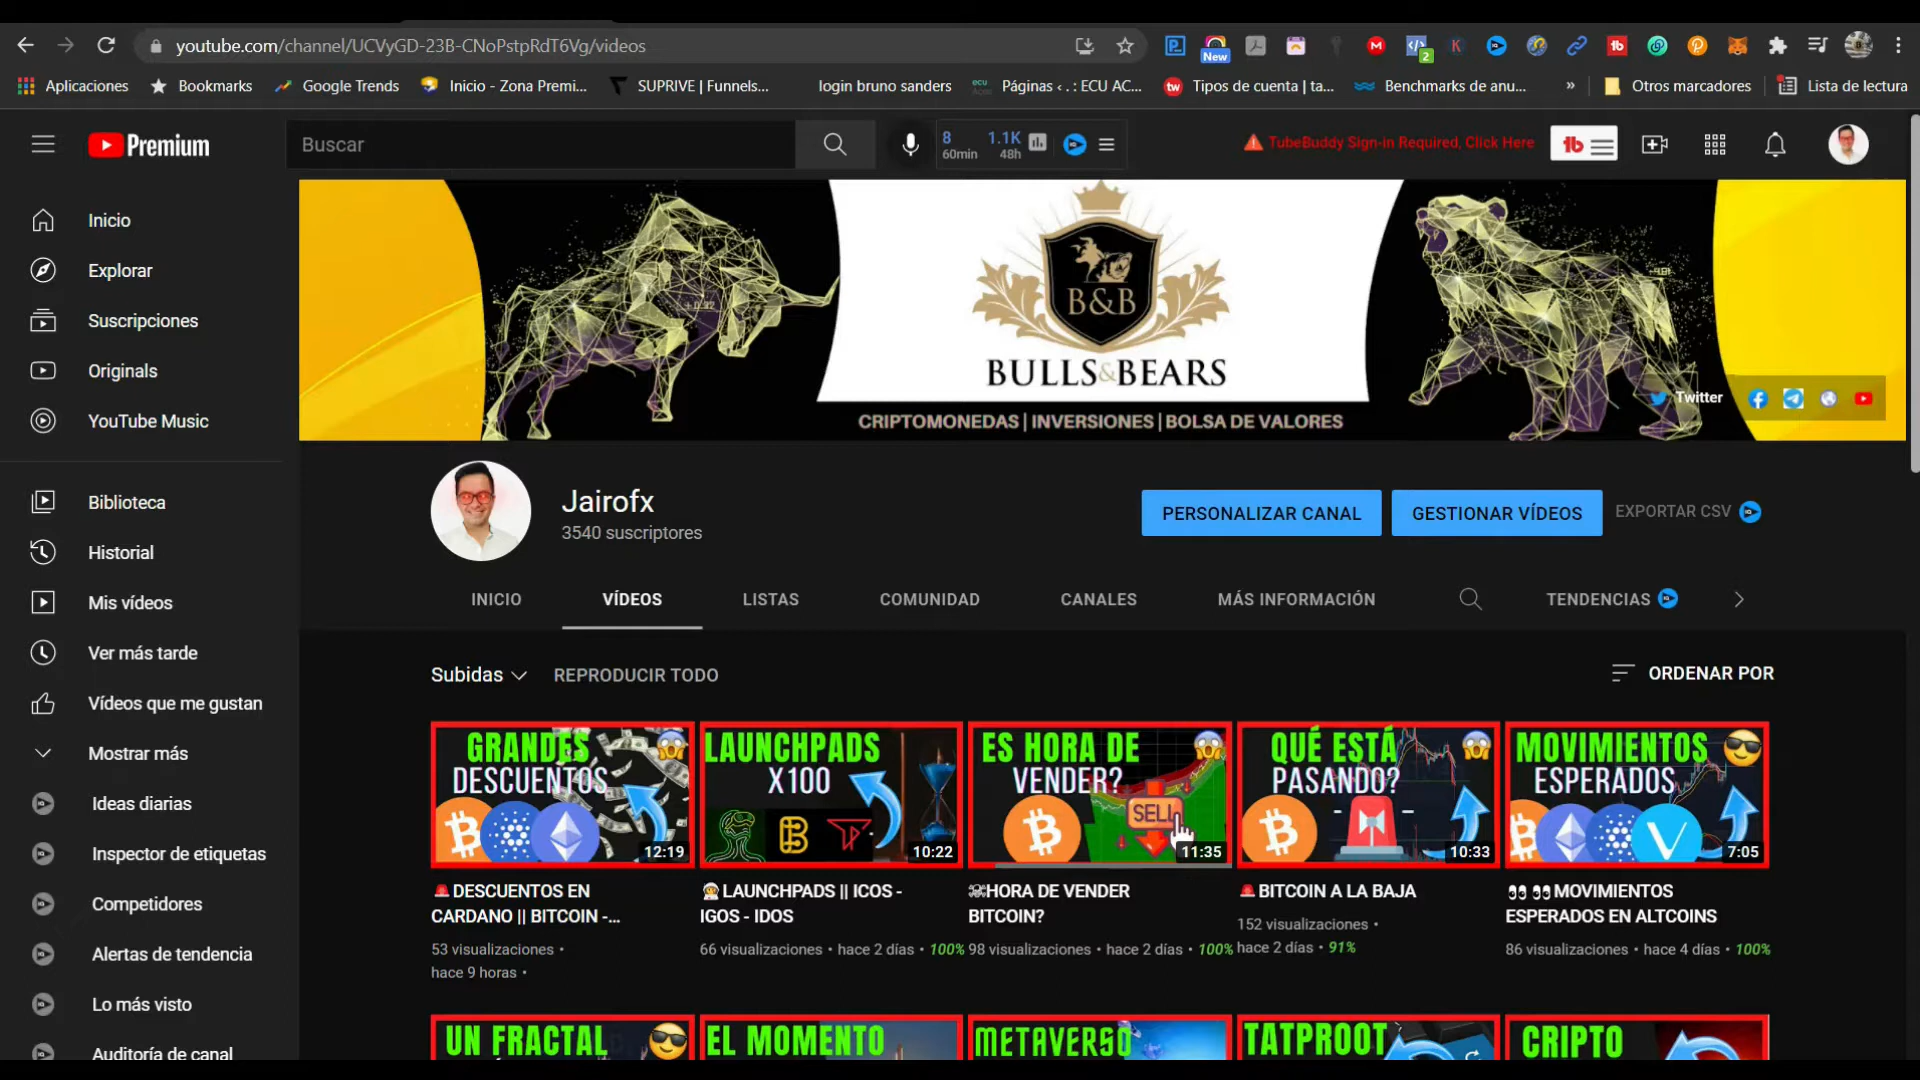 youtube.com/channel/UCVyGD-23B-CNoPstpRdT6Vg/videos
New
2
Aplicaciones
Bookmarks
Google Trends
Inicio - Zona Premi...
SUPRIVE | Funnels...
login bruno sanders
Páginas ‹ . : ECU AC...
Tipos de cuenta | ta...
Benchmarks de anu...
»
Otros marcadores
Lista de lectura
Premium
Buscar
8
60min
1.1K
48h
TubeBuddy Sign-in Required, Click Here
tb
Inicio
Explorar
Suscripciones
Originals
YouTube Music
Biblioteca
Historial
Mis vídeos
Ver más tarde
Vídeos que me gustan
Mostrar más
Ideas diarias
Inspector de etiquetas
Competidores
Alertas de tendencia
Lo más visto
Auditoría de canal
B&B
BULLS&BEARS
CRIPTOMONEDAS | INVERSIONES | BOLSA DE VALORES
Twitter
Jairofx
3540 suscriptores
PERSONALIZAR CANAL
GESTIONAR VÍDEOS
EXPORTAR CSV
INICIO
VÍDEOS
LISTAS
COMUNIDAD
CANALES
MÁS INFORMACIÓN
TENDENCIAS
Subidas
REPRODUCIR TODO
ORDENAR POR
GRANDES
DESCUENTOS
12:19
🚨DESCUENTOS EN
CARDANO || BITCOIN -...
53 visualizaciones •
hace 9 horas •
LAUNCHPADS
X100
10:22
LAUNCHPADS || ICOS -
IGOS - IDOS
66 visualizaciones • hace 2 días • 100%
ES HORA DE
VENDER?
SELL
11:35
HORA DE VENDER
BITCOIN?
98 visualizaciones • hace 2 días • 100%
QUÉ ESTÁ
PASANDO?
10:33
🚨BITCOIN A LA BAJA
152 visualizaciones •
hace 2 días • 91%
MOVIMIENTOS
ESPERADOS
7:05
👀 👀MOVIMIENTOS
ESPERADOS EN ALTCOINS
86 visualizaciones • hace 4 días • 100%
UN FRACTAL
EL MOMENTO
METAVERSO
TATPROOT
CRIPTO